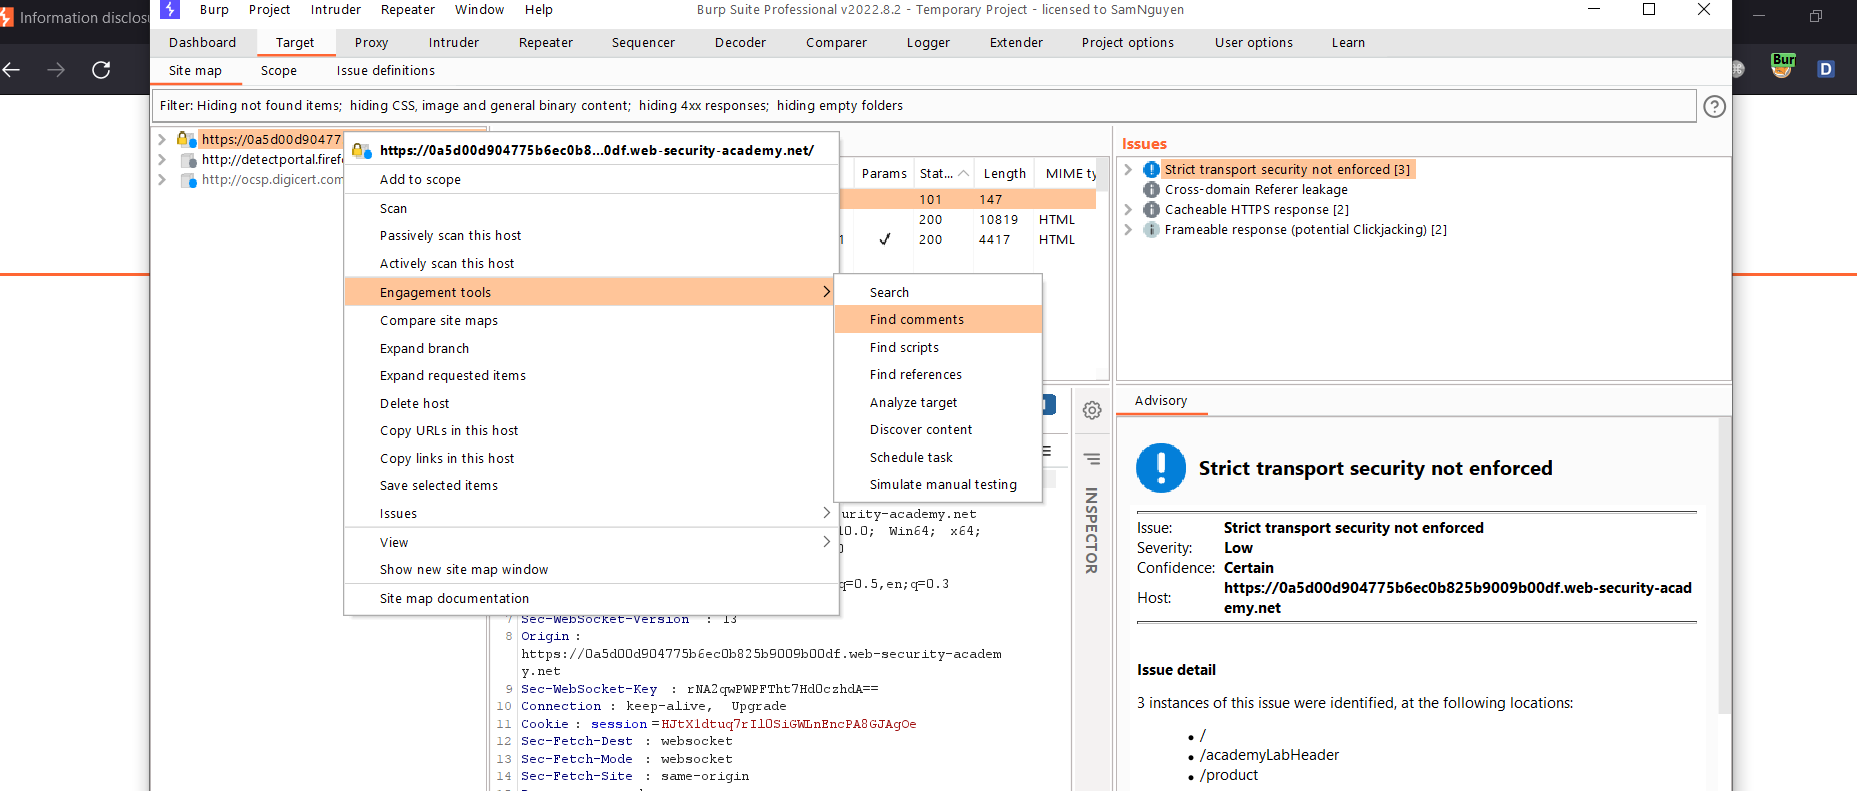 Information disclosu
Burp Project Intruder Repeater Window Help
Burp Suite Professional v2022.8.2 - Temporary Project - licensed to SamNguyen
Dashboard Target Proxy Intruder Repeater Sequencer Decoder Comparer Logger Extender Project options User options Learn
Site map Scope Issue definitions
Bur
D
Filter: Hiding not found items; hiding CSS, image and general binary content; hiding 4xx responses; hiding empty folders
?
https://0a5d00d90477
http://detectportal.firefo
http://ocsp.digicert.com
https://0a5d00d904775b6ec0b8...0df.web-security-academy.net/
Add to scope
Scan
Passively scan this host
Actively scan this host
Engagement tools
Compare site maps
Expand branch
Expand requested items
Delete host
Copy URLs in this host
Copy links in this host
Save selected items
Issues
View
Show new site map window
Site map documentation
Search
Find comments
Find scripts
Find references
Analyze target
Discover content
Schedule task
Simulate manual testing
Params Stat... Length MIME ty
101 147
200 10819 HTML
1 200 4417 HTML
urity-academy.net
10.0; Win64; x64;
0
q=0.5,en;q=0.3
7 Sec-WebSocket-Version : 13
8 Origin :
https://0a5d00d904775b6ec0b825b9009b00df.web-security-academ
y.net
9 Sec-WebSocket-Key : rNA2qwPWPFTht7HdOczhdA==
10 Connection : keep-alive, Upgrade
11 Cookie : session =HJtX1dtuq7rIlOSiGWLnEncPA8GJAgOe
12 Sec-Fetch-Dest : websocket
13 Sec-Fetch-Mode : websocket
14 Sec-Fetch-Site : same-origin
INSPECTOR
Issues
Strict transport security not enforced [3]
Cross-domain Referer leakage
Cacheable HTTPS response [2]
Frameable response (potential Clickjacking) [2]
Advisory
Strict transport security not enforced
Issue: Strict transport security not enforced
Severity: Low
Confidence: Certain
Host: https://0a5d00d904775b6ec0b825b9009b00df.web-security-acad
emy.net
Issue detail
3 instances of this issue were identified, at the following locations:
• /
• /academyLabHeader
• /product